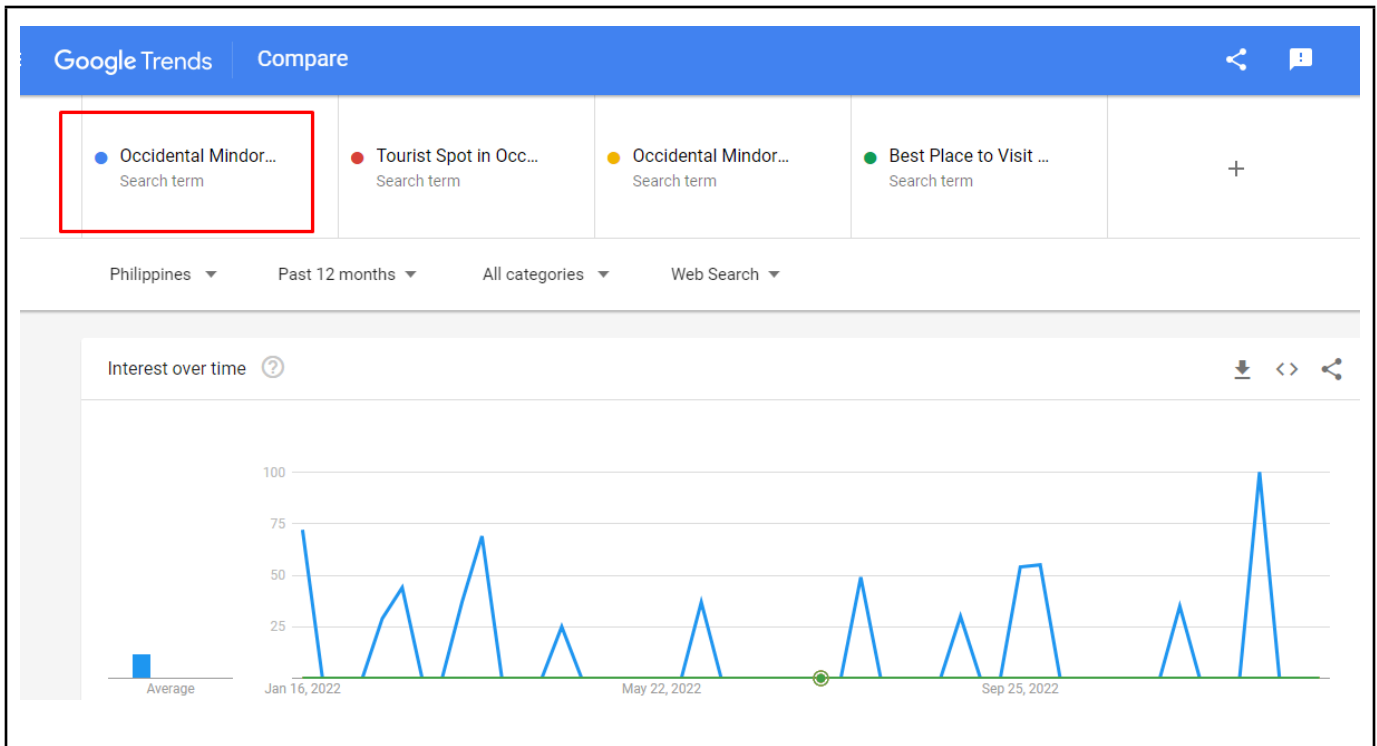 Google Trends
Compare
Occidental Mindor...
Search term
Tourist Spot in Occ...
Search term
Occidental Mindor...
Search term
Best Place to Visit ...
Search term
+
Philippines
Past 12 months
All categories
Web Search
Interest over time
100
75
50
25
Average
Jan 16, 2022
May 22, 2022
Sep 25, 2022